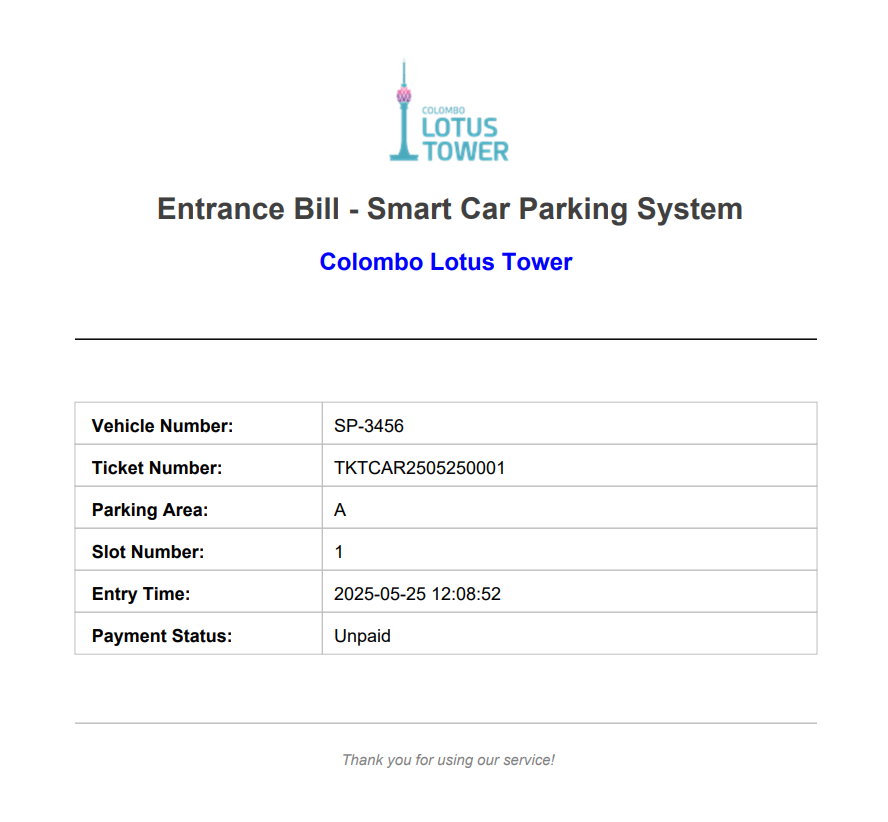 COLOMBO
LOTUS
TOWER
Entrance Bill - Smart Car Parking System
Colombo Lotus Tower
Vehicle Number: SP-3456
Ticket Number: TKTCAR2505250001
Parking Area: A
Slot Number: 1
Entry Time: 2025-05-25 12:08:52
Payment Status: Unpaid
Thank you for using our service!